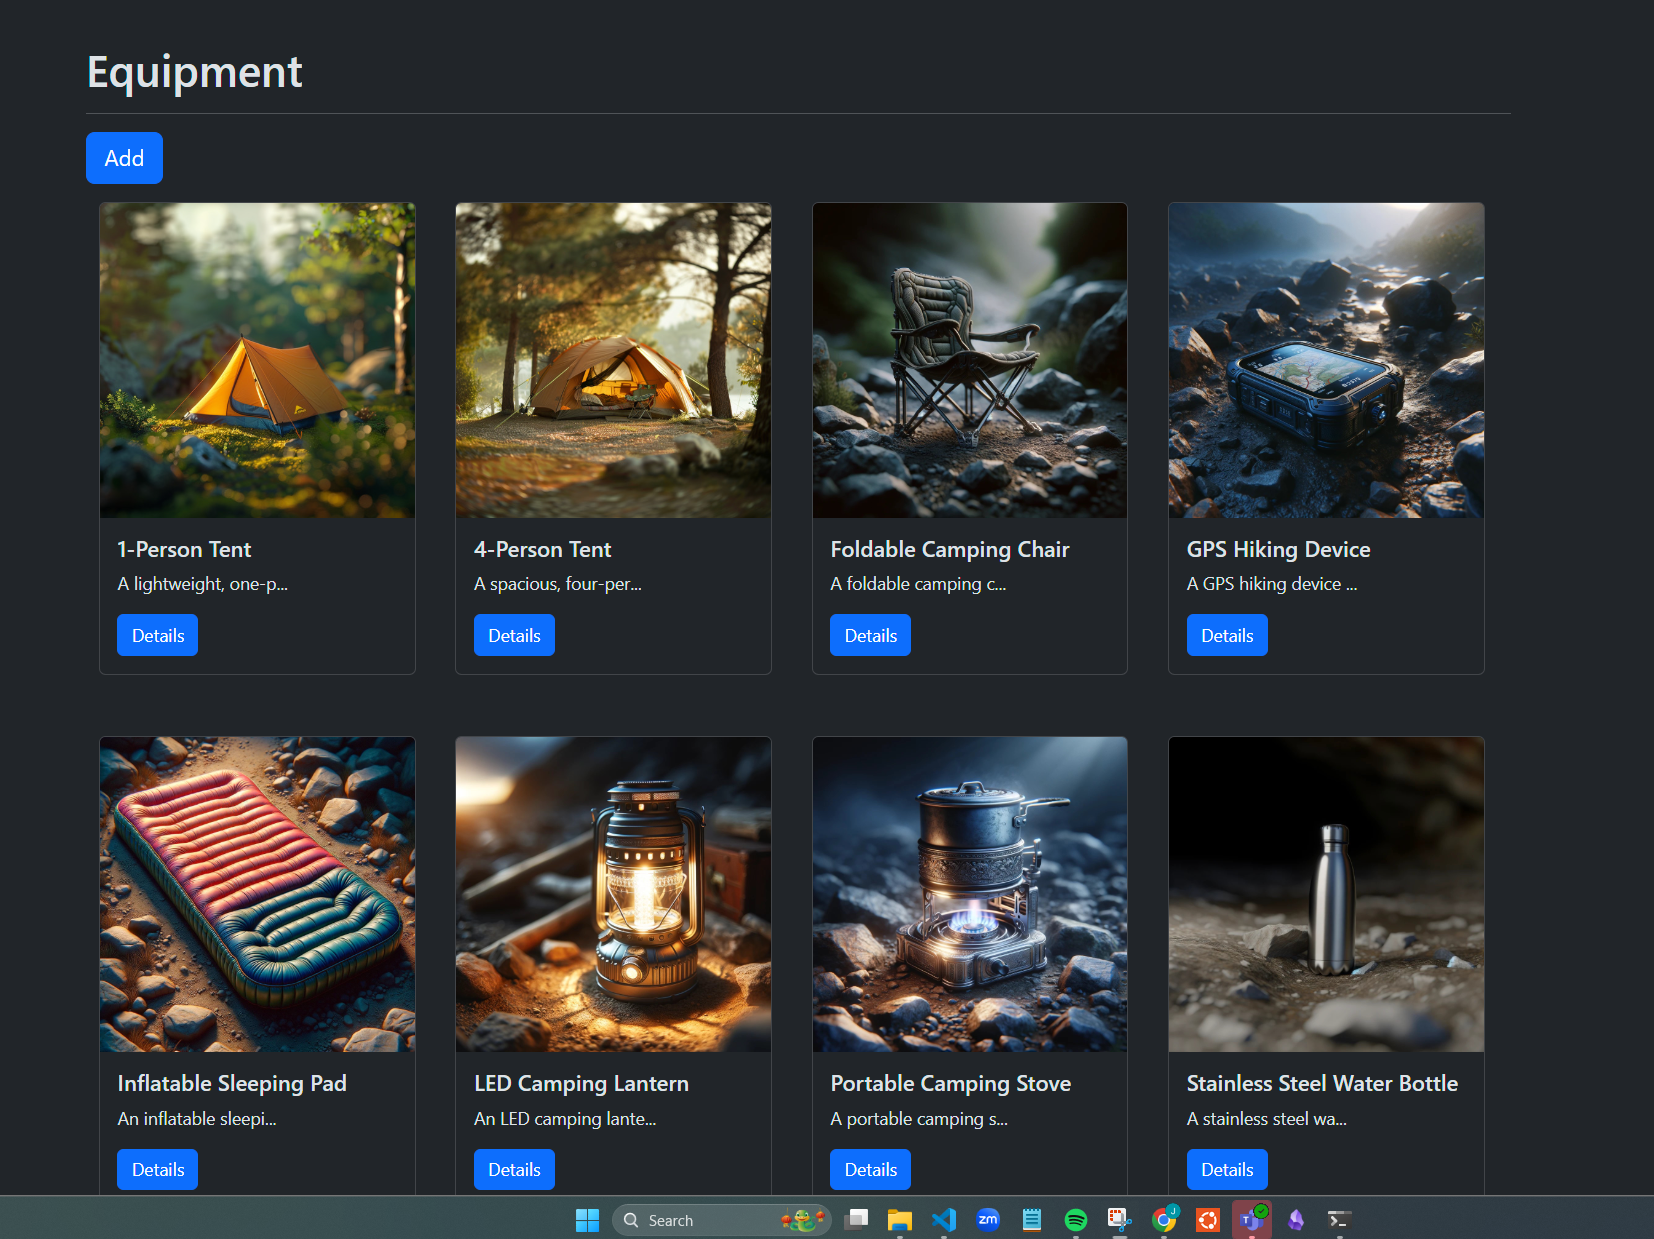 Equipment
Add
1-Person Tent
A lightweight, one-p...
Details
4-Person Tent
A spacious, four-per...
Details
Foldable Camping Chair
A foldable camping c...
Details
GPS Hiking Device
A GPS hiking device ...
Details
Inflatable Sleeping Pad
An inflatable sleepi...
Details
LED Camping Lantern
An LED camping lante...
Details
Portable Camping Stove
A portable camping s...
Details
Stainless Steel Water Bottle
A stainless steel wa...
Details
Search
zm
J
T